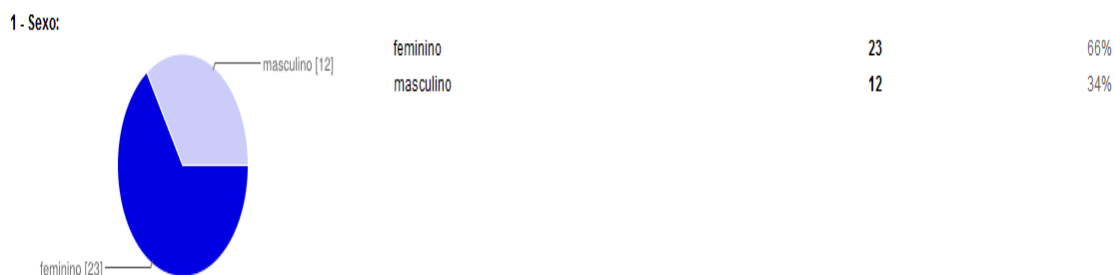 1 - Sexo:
masculino [12]
feminino [23]
feminino 23 66%
masculino 12 34%